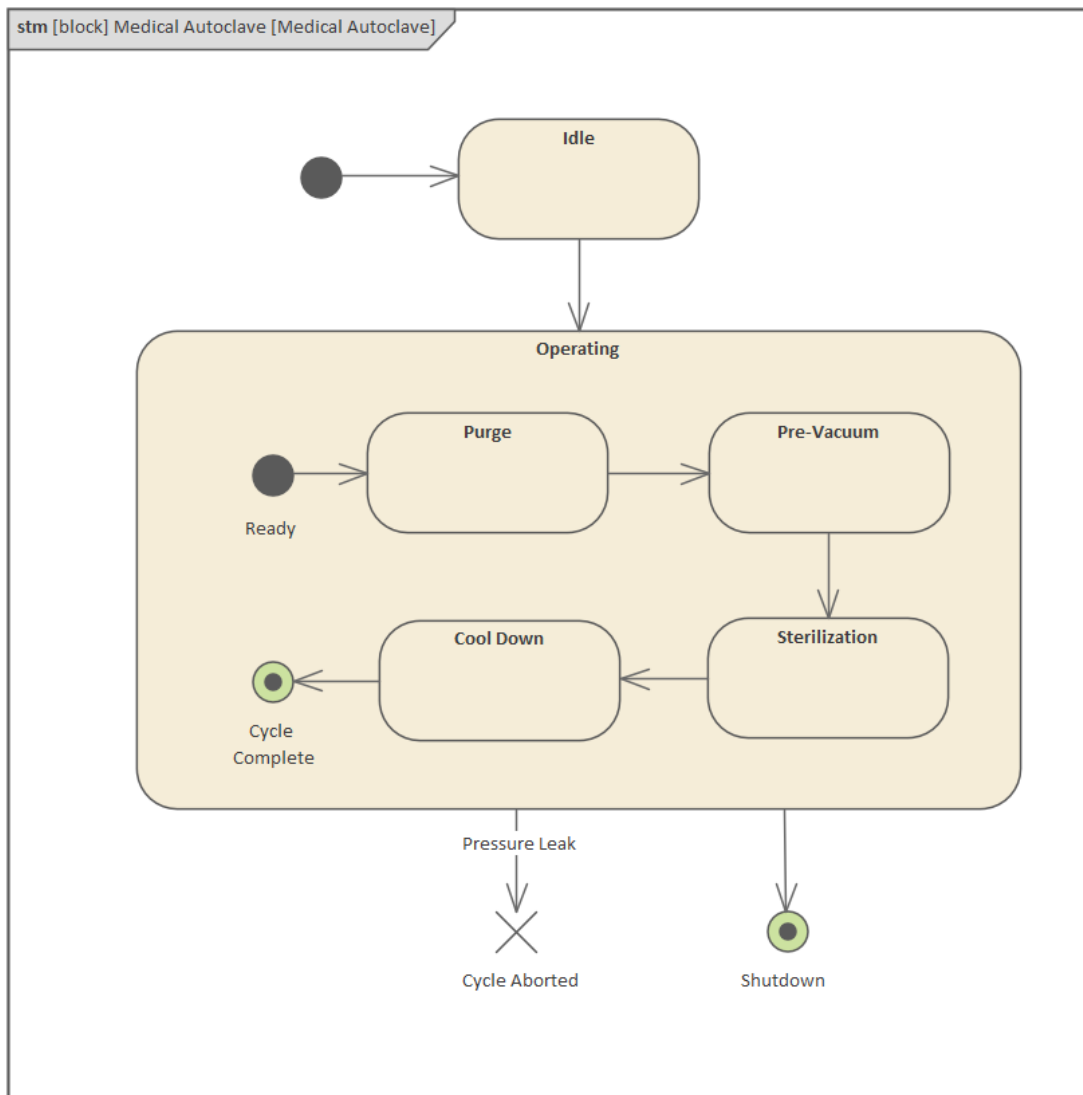 stm [block] Medical Autoclave [Medical Autoclave]
Idle
Operating
Purge
Pre-Vacuum
Ready
Cool Down
Sterilization
Cycle
Complete
Pressure Leak
Cycle Aborted
Shutdown